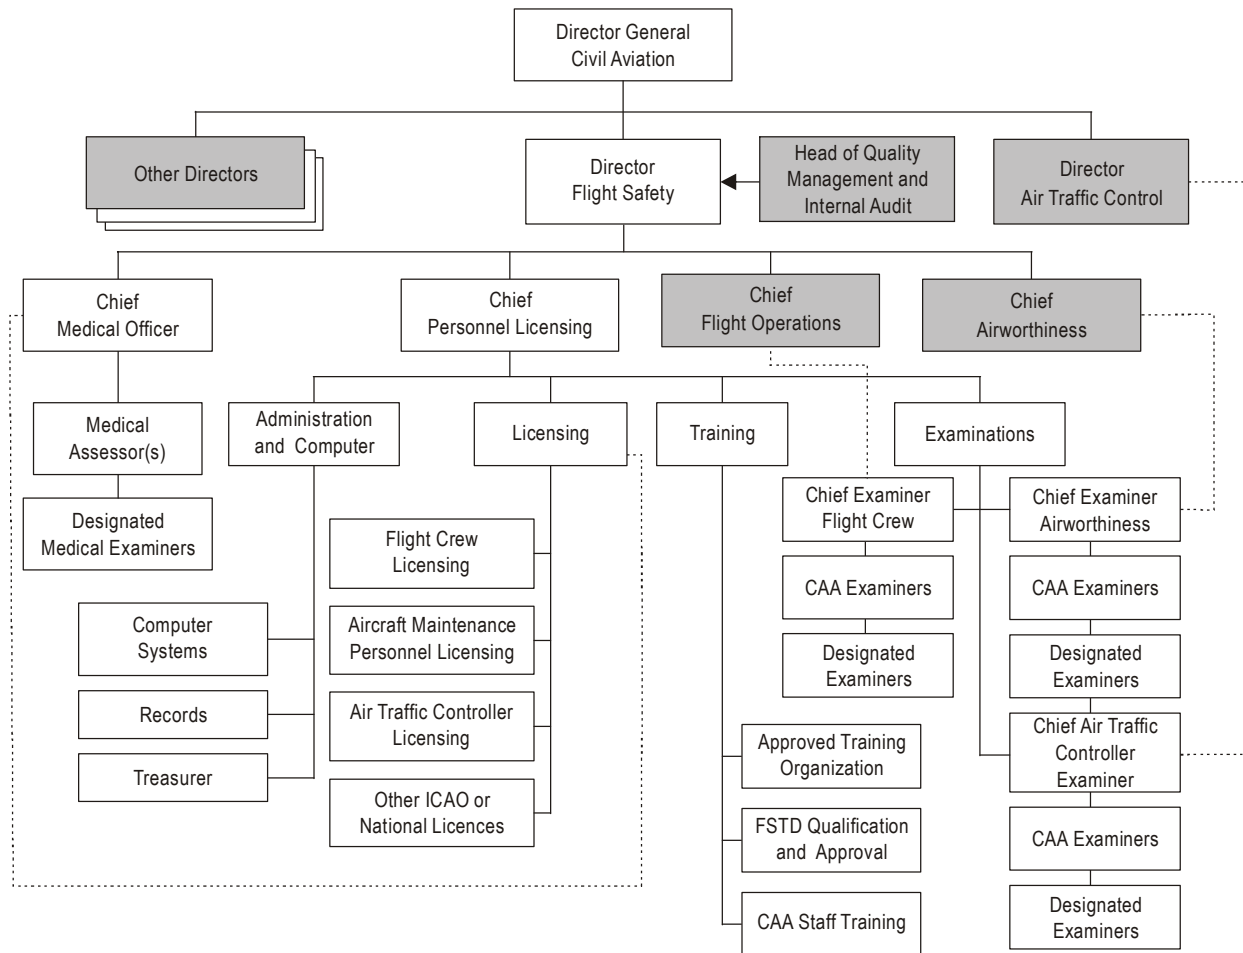 Director General
Civil Aviation
Other Directors
Director
Flight Safety
Head of Quality
Management and
Internal Audit
Director
Air Traffic Control
Chief
Medical Officer
Chief
Personnel Licensing
Chief
Flight Operations
Chief
Airworthiness
Medical
Assessor(s)
Designated
Medical Examiners
Administration
and Computer
Licensing
Training
Examinations
Computer
Systems
Records
Treasurer
Flight Crew
Licensing
Aircraft Maintenance
Personnel Licensing
Air Traffic Controller
Licensing
Other ICAO or
National Licences
Approved Training
Organization
FSTD Qualification
and Approval
CAA Staff Training
Chief Examiner
Flight Crew
CAA Examiners
Designated
Examiners
Chief Examiner
Airworthiness
CAA Examiners
Designated
Examiners
Chief Air Traffic
Controller
Examiner
CAA Examiners
Designated
Examiners